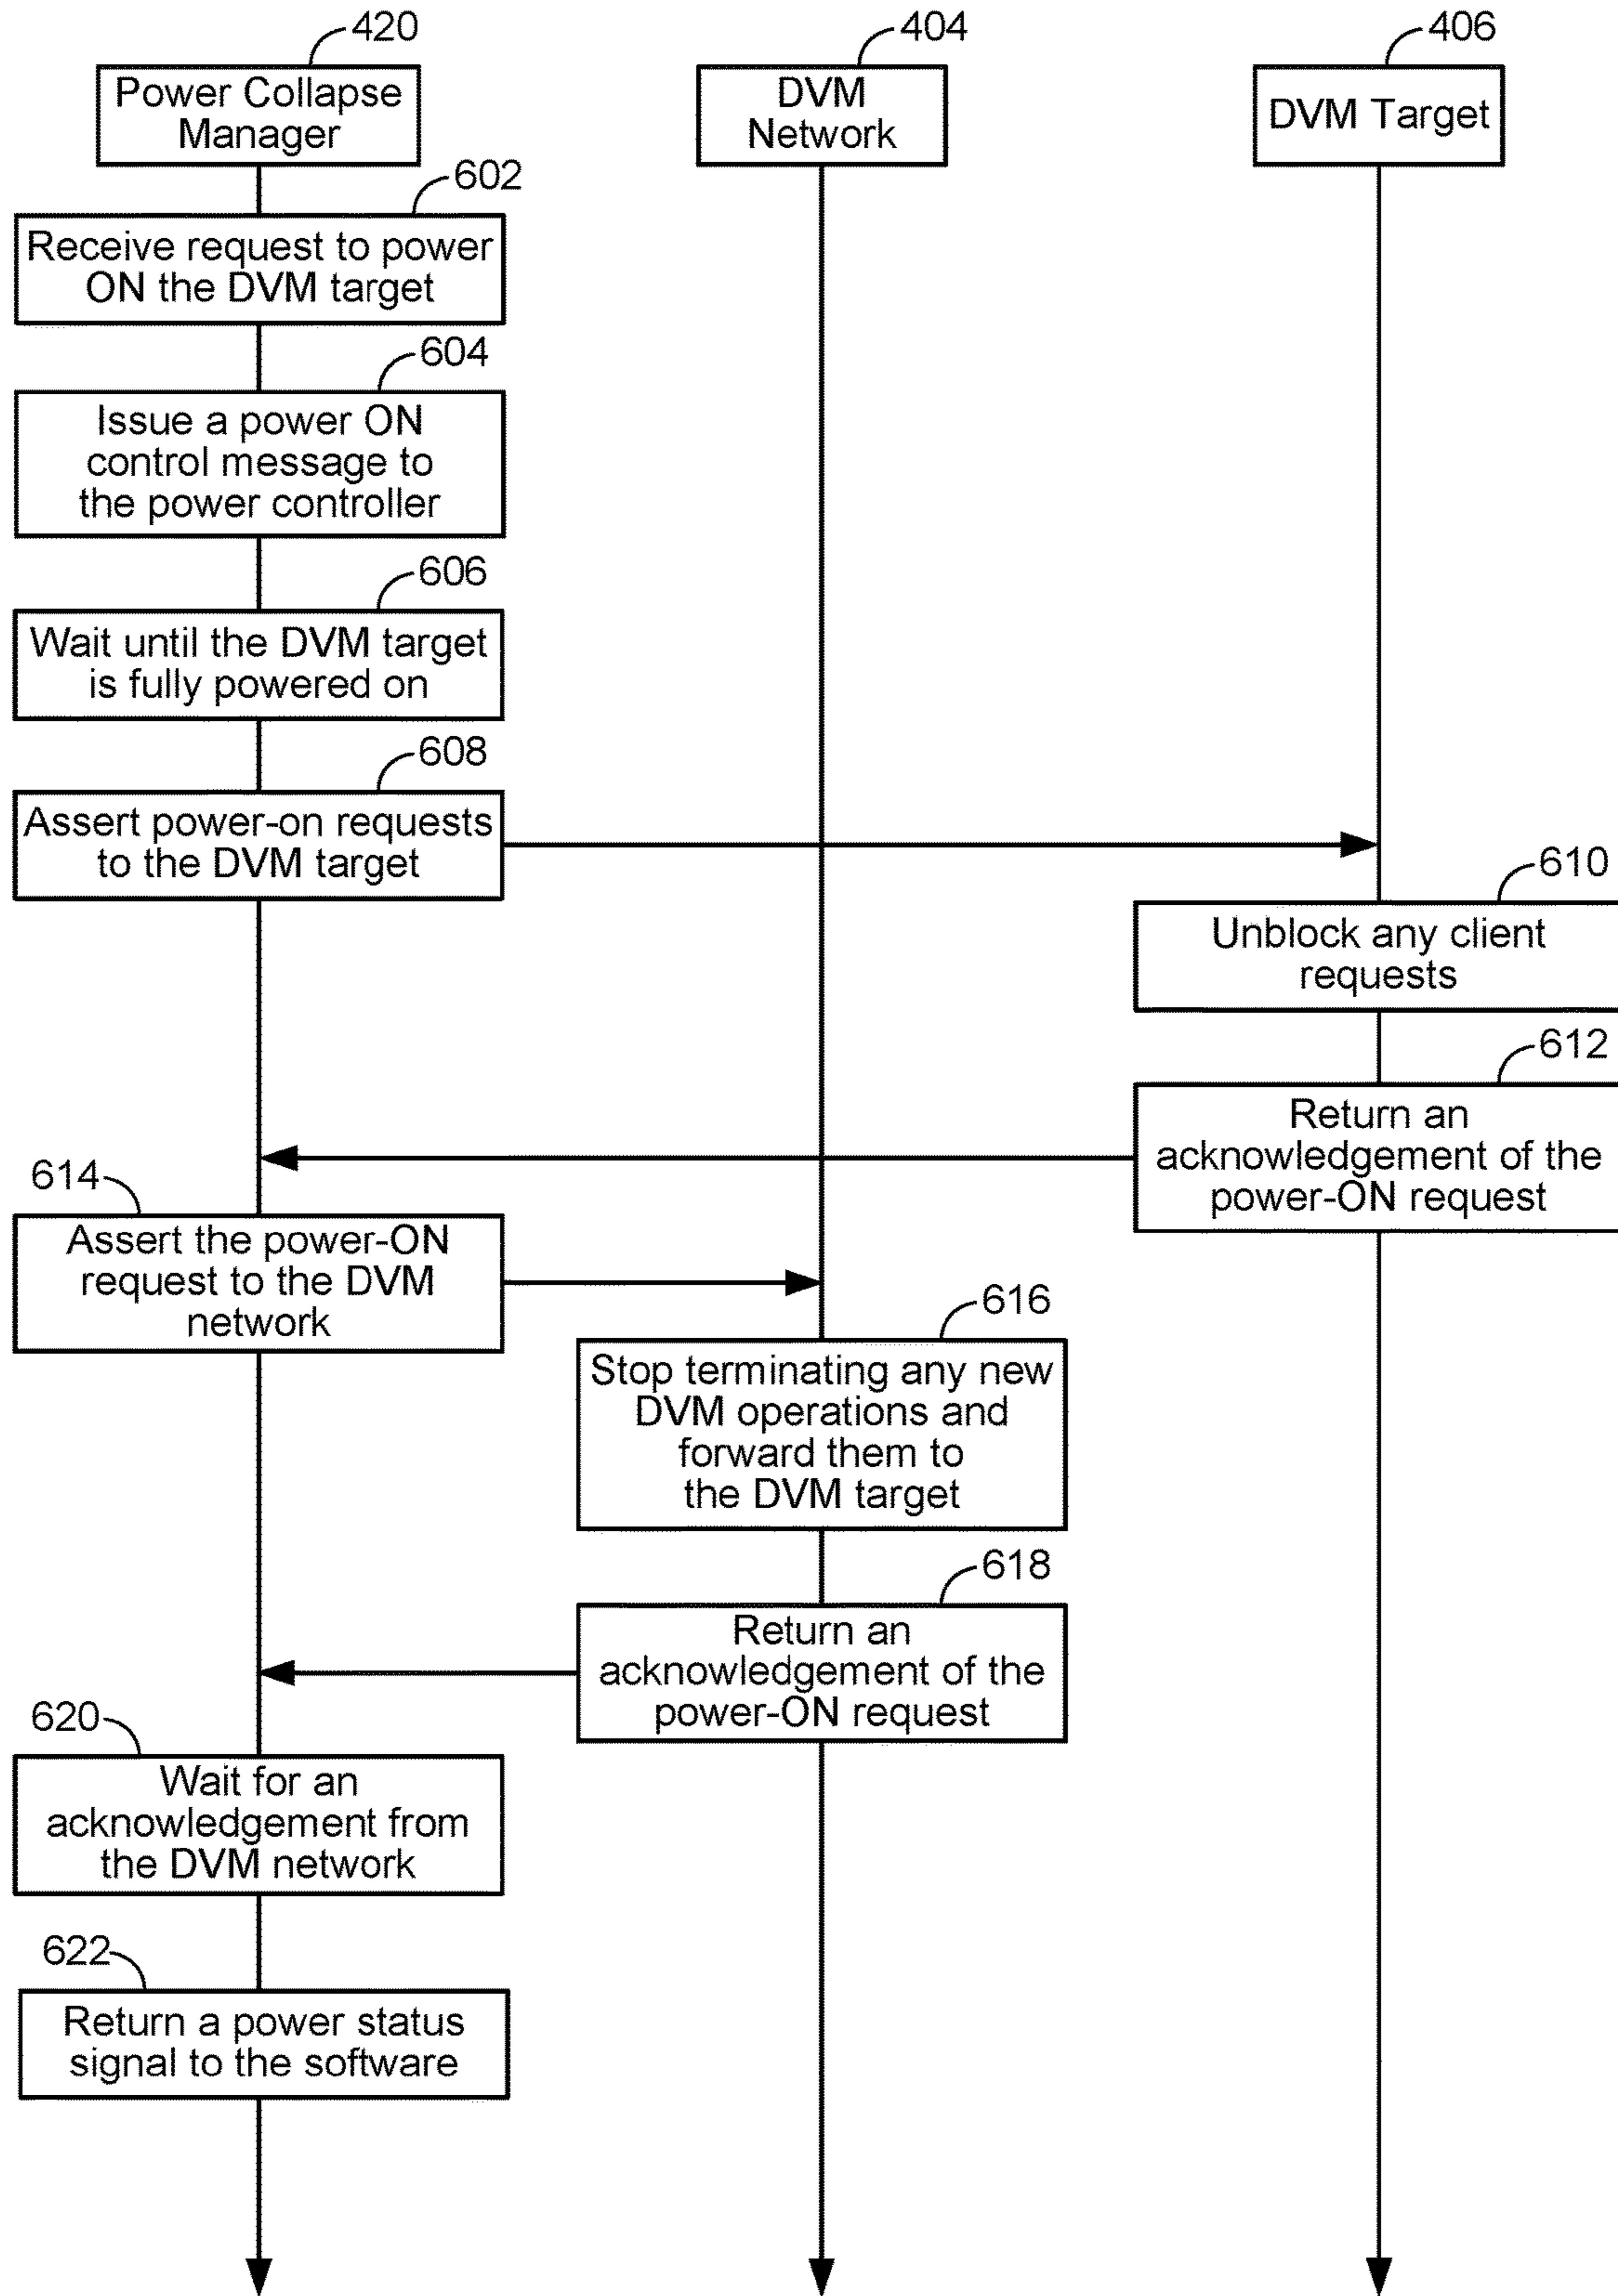 420
404
406
Power Collapse
Manager
DVM
Network
DVM Target
602
Receive request to power
ON the DVM target
604
Issue a power ON
control message to
the power controller
606
Wait until the DVM target
is fully powered on
608
Assert power-on requests
to the DVM target
610
Unblock any client
requests
612
Return an
acknowledgement of the
power-ON request
614
Assert the power-ON
request to the DVM
network
616
Stop terminating any new
DVM operations and
forward them to
the DVM target
618
Return an
acknowledgement of the
power-ON request
620
Wait for an
acknowledgement from
the DVM network
622
Return a power status
signal to the software